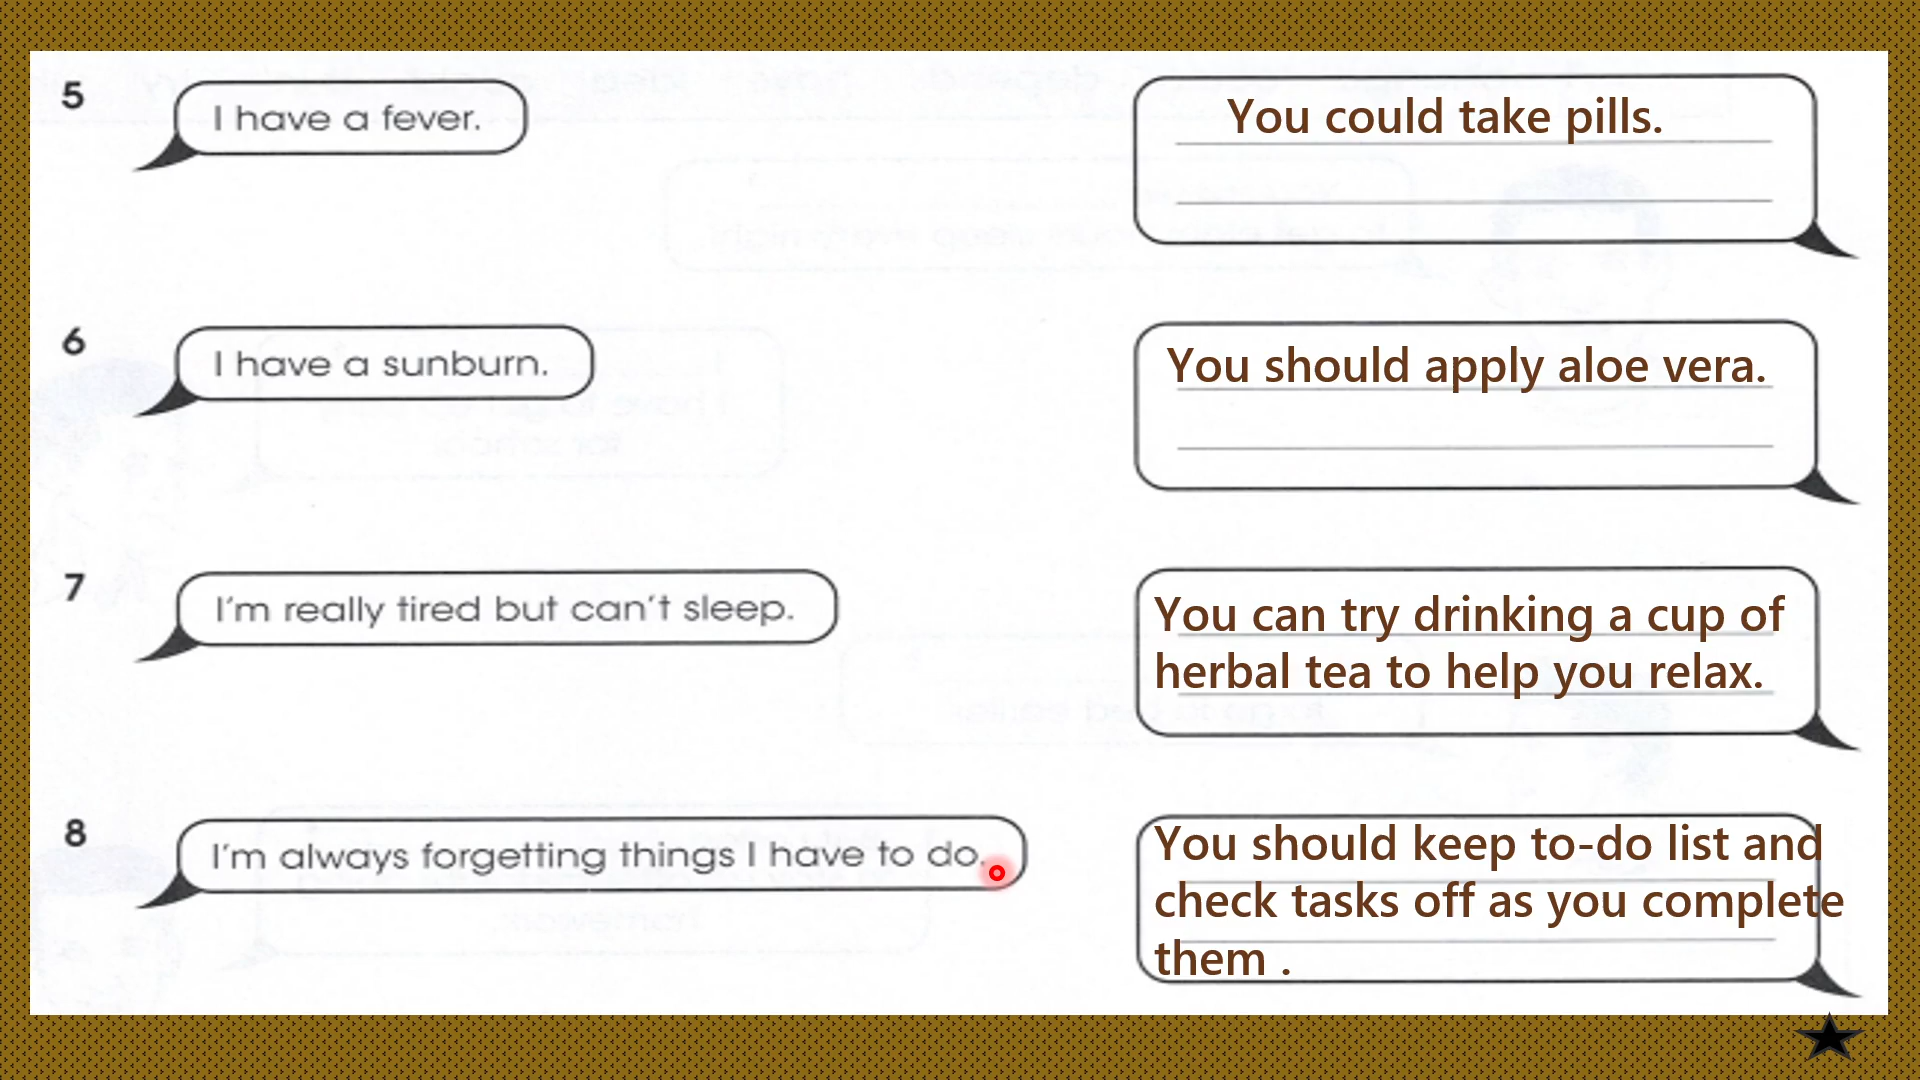 5
I have a fever.
You could take pills.
6
I have a sunburn.
You should apply aloe vera.
7
I'm really tired but can't sleep.
You can try drinking a cup of
herbal tea to help you relax.
8
I'm always forgetting things I have to do.
You should keep to-do list and
check tasks off as you complete
them .